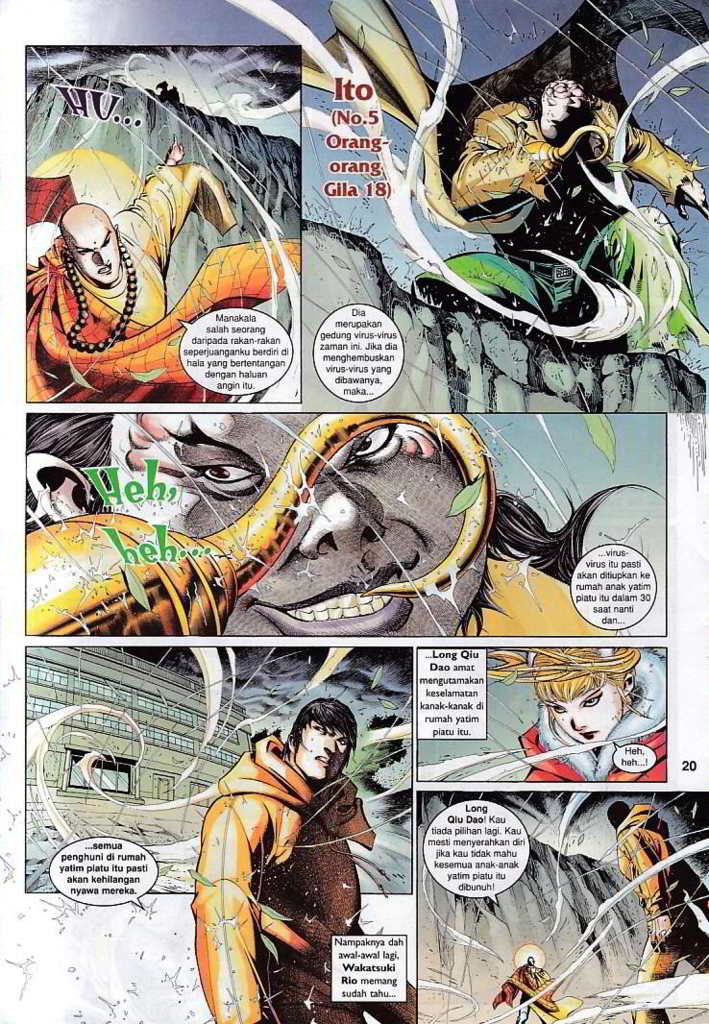 HU...
Ito
(No.5
Orang-
orang
Gila 18)
Manakala
salah seorang
daripada rakan-rakan
seperjuanganku berdiri di
hala yang bertentangan
dengan haluan
angin itu.
Dia
merupakan
gedung virus-virus
zaman ini. Jika dia
menghembuskan
virus-virus yang
dibawanya,
maka...
Heh,
heh...
...virus-
virus itu pasti
akan ditiupkan ke
rumah anak yatim
piatu itu dalam 30
saat nanti
dan...
...semua
penghuni di rumah
yatim piatu itu pasti
akan kehilangan
nyawa mereka.
Nampaknya dah
awal-awal lagi,
Wakatsuki
Rio memang
sudah tahu...
...Long Qiu
Dao amat
mengutamakan
keselamatan
kanak-kanak di
rumah yatim
piatu itu.
Heh,
heh...!
20
Long
Qiu Dao! Kau
tiada pilihan lagi. Kau
mesti menyerahkan diri
jika kau tidak mahu
kesemua anak-anak
yatim piatu itu
dibunuh!